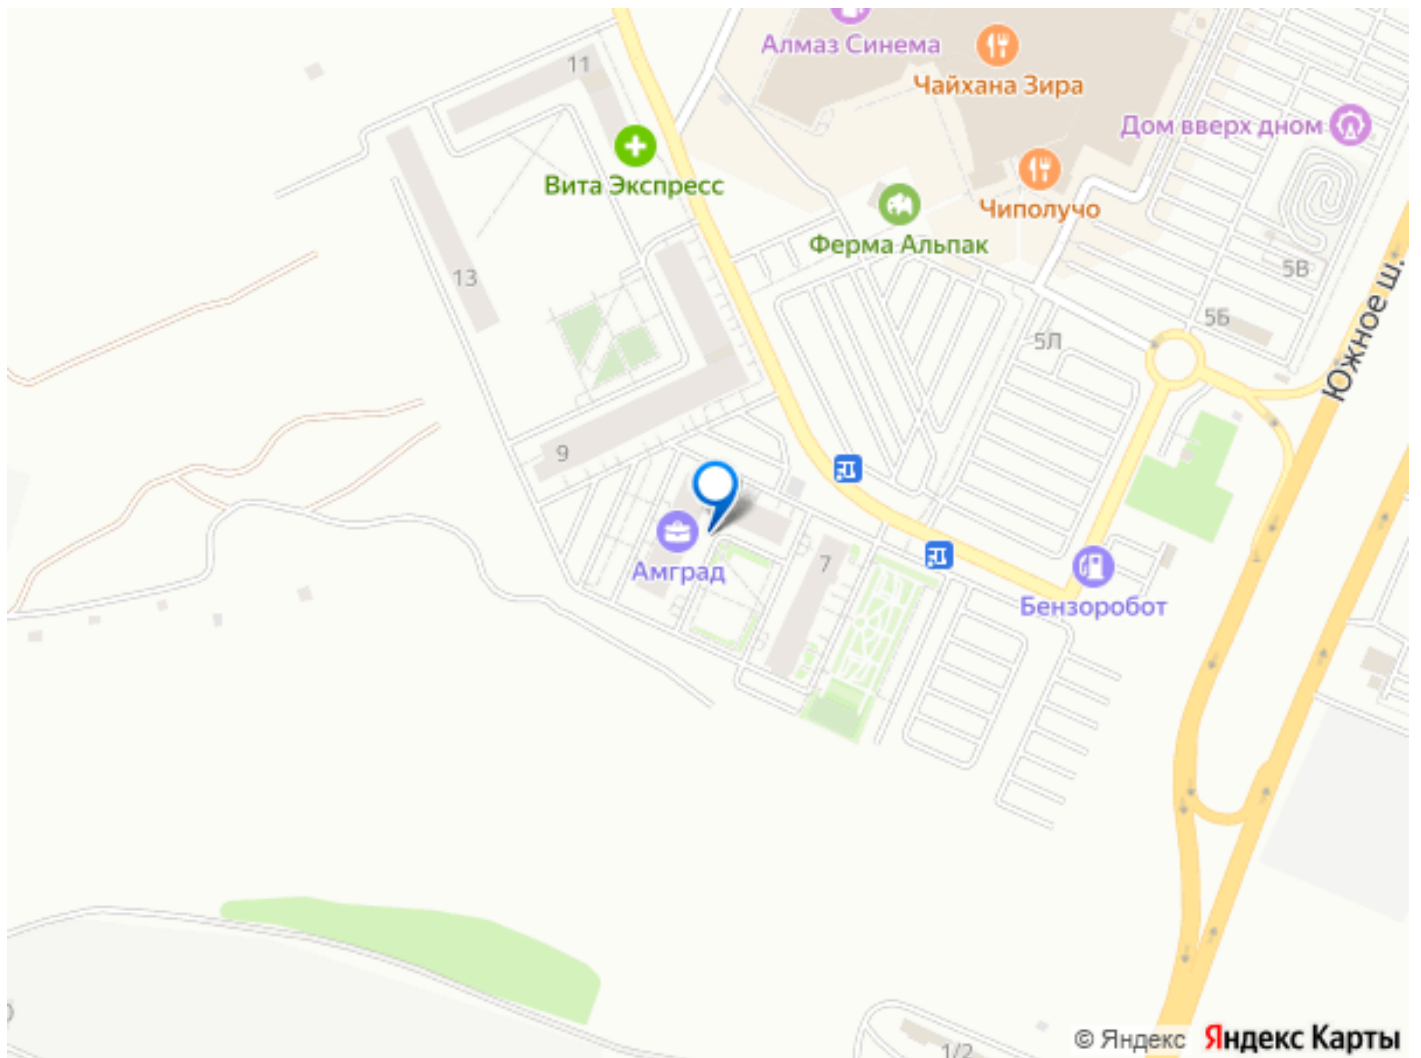 Алмаз Синема
Чайхана Зира
11
Дом вверх дном
Вита Экспресс
Чиполучо
Ферма Альпак
13
5В
5Б
5Л
Южное ш.
9
7
Амград
Бензоробот
1/2
© Яндекс Яндекс Карты